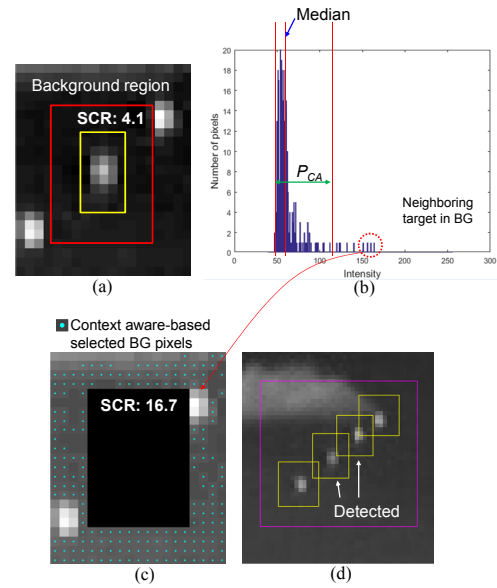 (a)
Background region
SCR: 4.1
Median
Number of pixels
20
18
16
14
12
10
8
6
4
2
0
P_CA
Neighboring
target in BG
0
50
100
150
200
250
300
Intensity
(b)
Context aware-based
selected BG pixels
SCR: 16.7
(c)
Detected
(d)